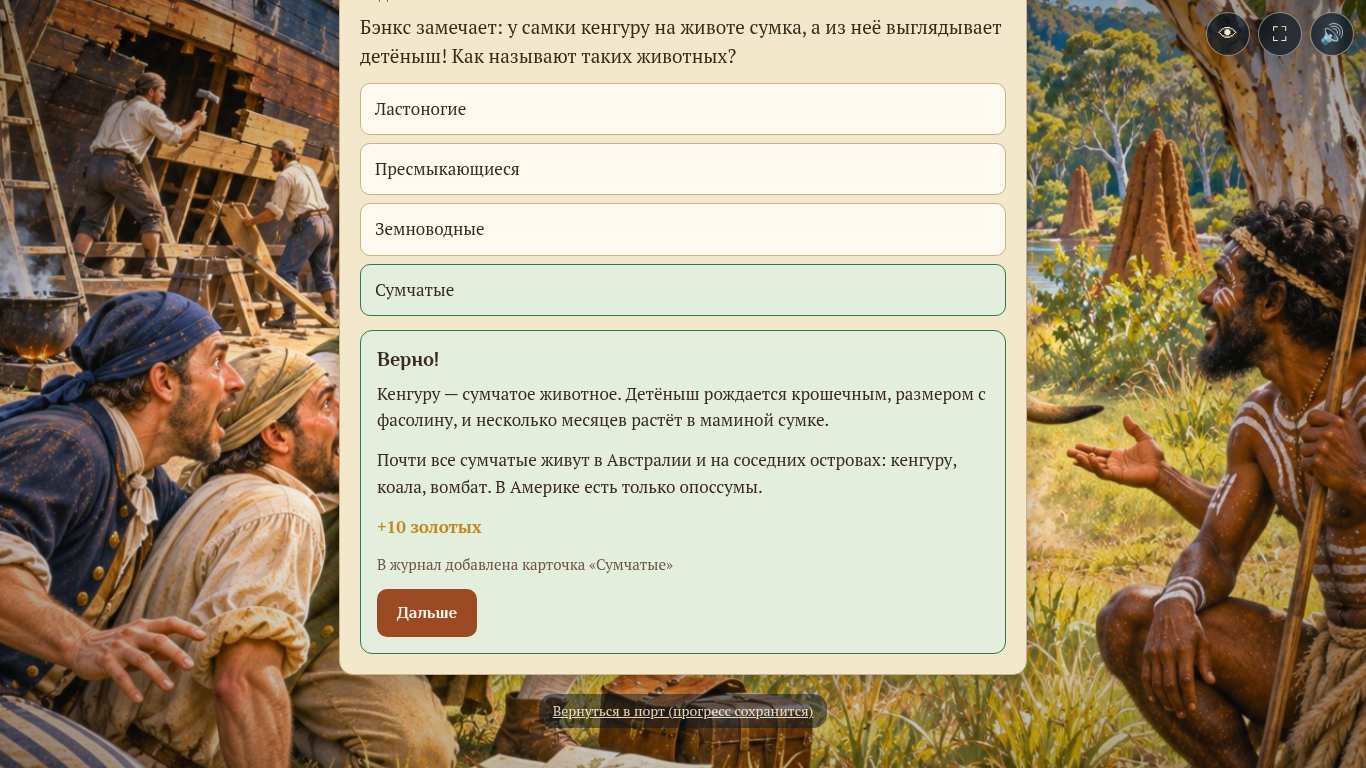 Бэнкс замечает: у самки кенгуру на животе сумка, а из неё выглядывает
детёныш! Как называют таких животных?
Ластоногие
Пресмыкающиеся
Земноводные
Сумчатые
Верно!
Кенгуру — сумчатое животное. Детёныш рождается крошечным, размером с
фасолину, и несколько месяцев растёт в маминой сумке.
Почти все сумчатые живут в Австралии и на соседних островах: кенгуру,
коала, вомбат. В Америке есть только опоссумы.
+10 золотых
В журнал добавлена карточка «Сумчатые»
Дальше
Вернуться в порт (прогресс сохранится)